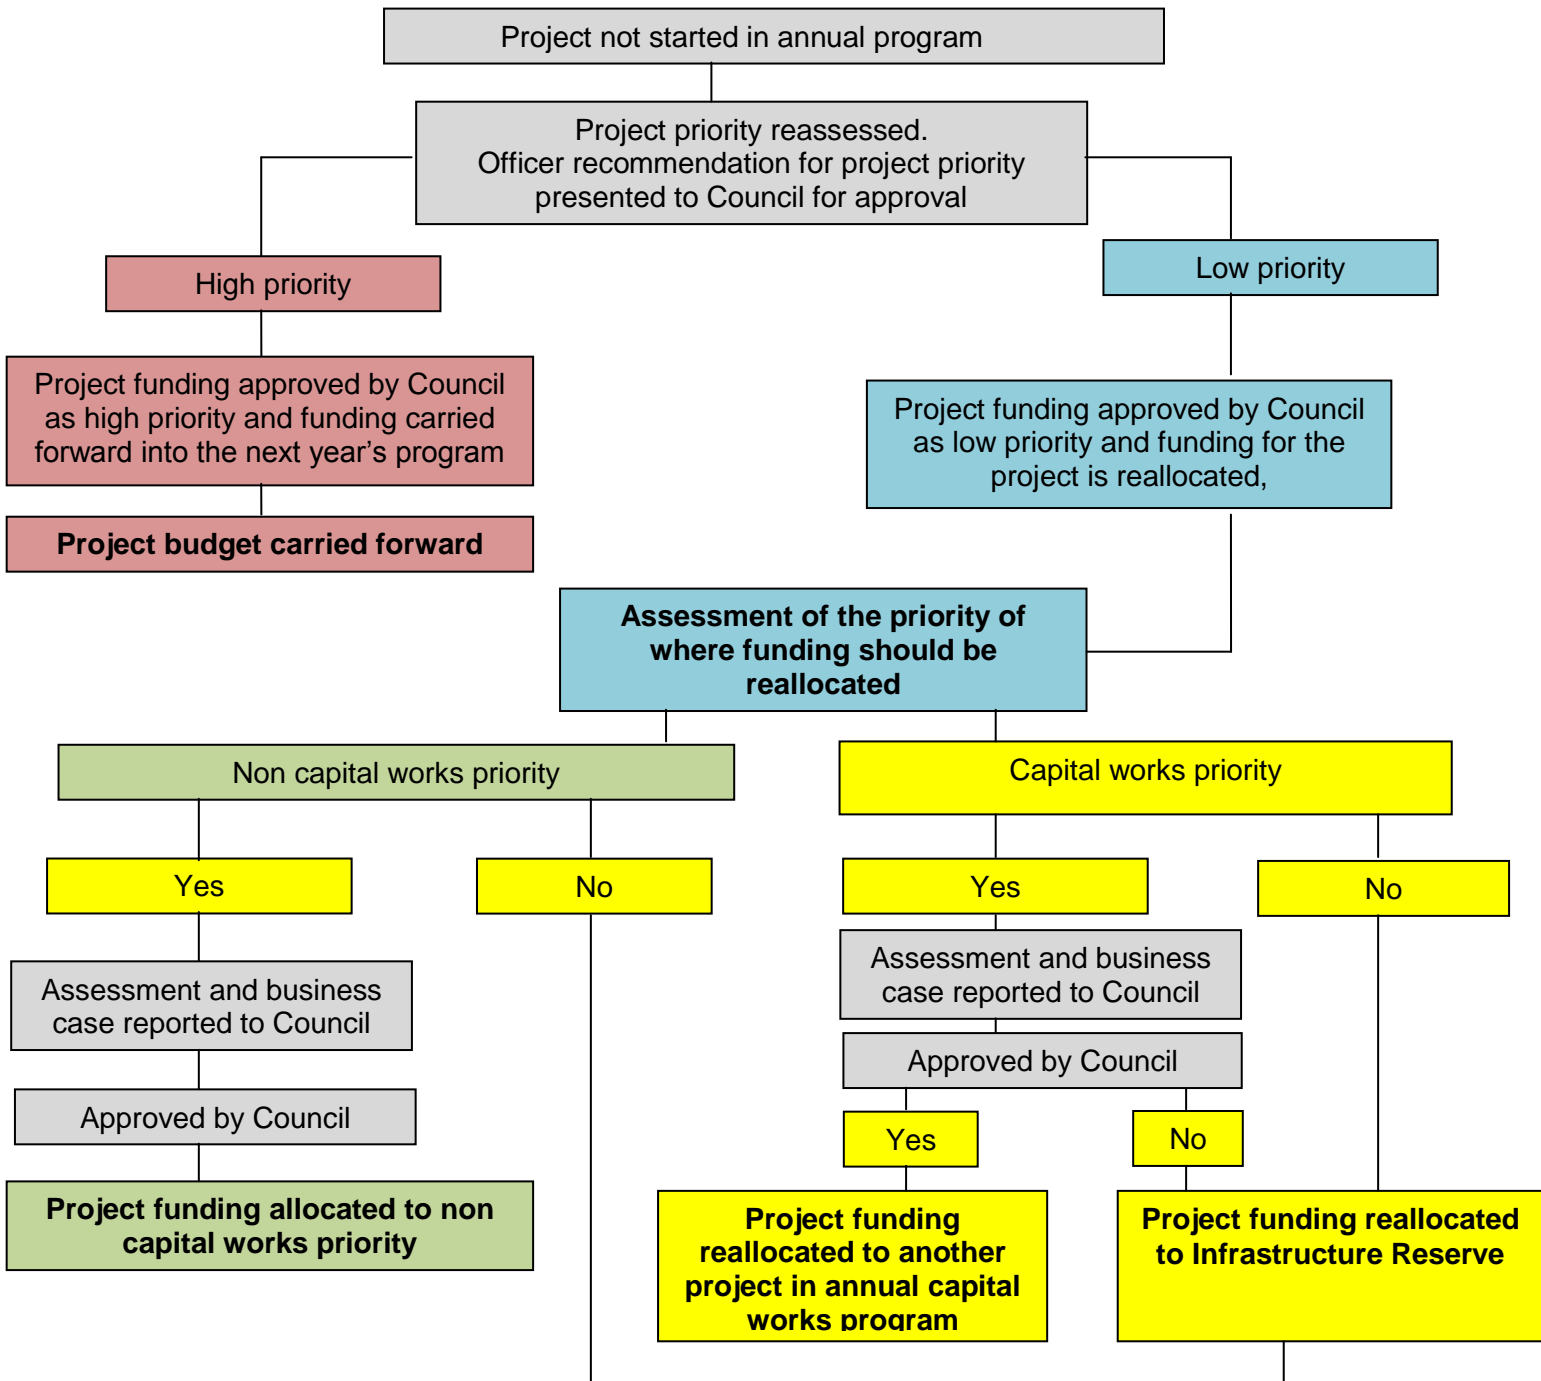 Project not started in annual program
Project priority reassessed.
Officer recommendation for project priority
presented to Council for approval
High priority
Low priority
Project funding approved by Council
as high priority and funding carried
forward into the next year’s program
Project funding approved by Council
as low priority and funding for the
project is reallocated,
Project budget carried forward
Assessment of the priority of
where funding should be
reallocated
Non capital works priority
Capital works priority
Yes
No
Yes
No
Assessment and business
case reported to Council
Assessment and business
case reported to Council
Approved by Council
Approved by Council
Yes
No
Project funding allocated to non
capital works priority
Project funding
reallocated to another
project in annual capital
works program
Project funding reallocated
to Infrastructure Reserve